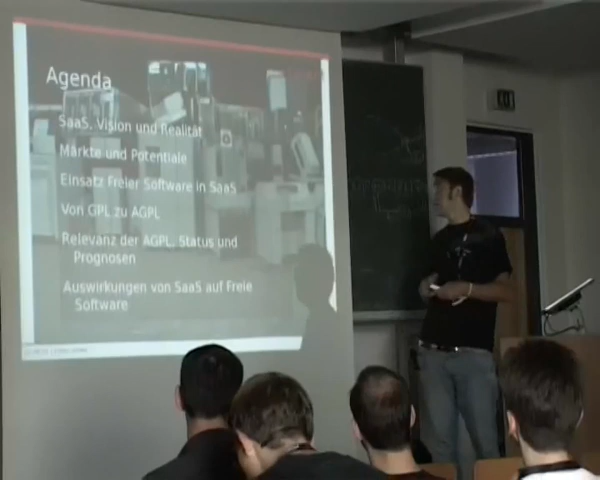 Agenda
SaaS, Vision und Realität
Märkte und Potentiale
Einsatz Freier Software in SaaS
Von GPL zu AGPL
Relevanz der AGPL, Status und
Prognosen
Auswirkungen von SaaS auf Freie
Software